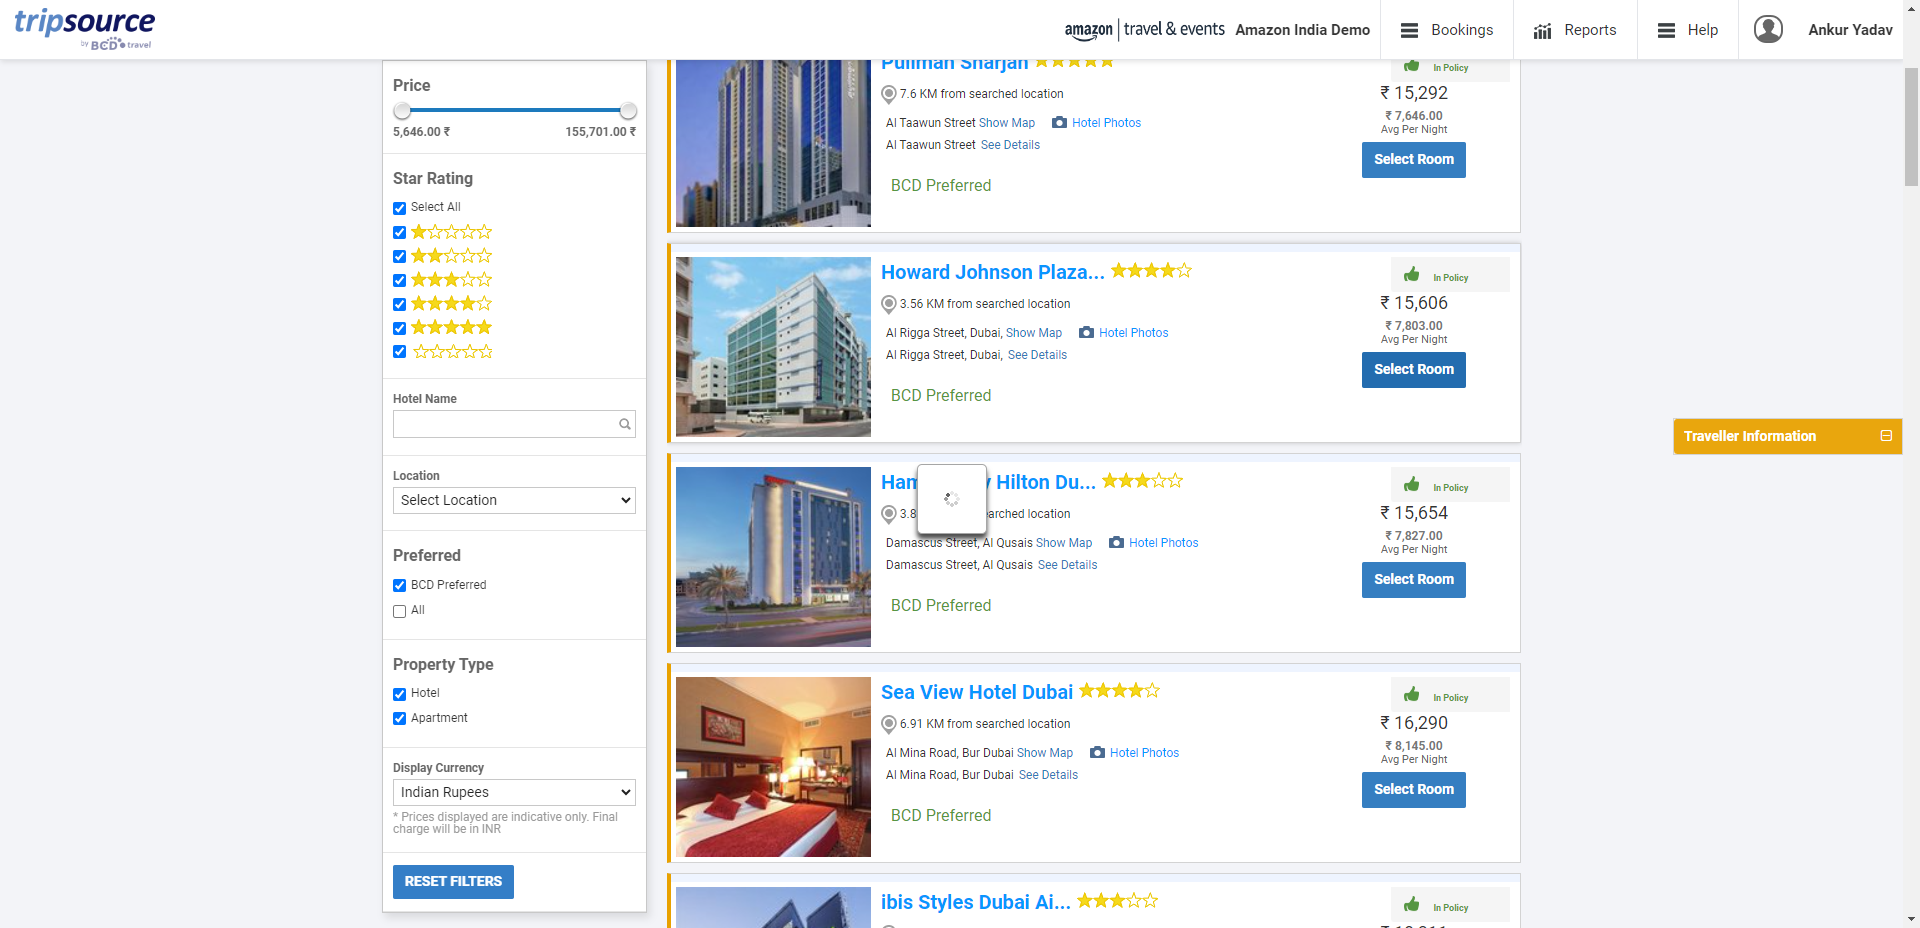 tripsource
by BCD travel
amazon | travel & events
Amazon India Demo
Bookings
Reports
Help
Ankur Yadav
Price
5,646.00 ₹
155,701.00 ₹
Star Rating
Select All
Hotel Name
Location
Select Location
Preferred
BCD Preferred
All
Property Type
Hotel
Apartment
Display Currency
Indian Rupees
* Prices displayed are indicative only. Final
charge will be in INR
RESET FILTERS
Pullman Sharjah
7.6 KM from searched location
Al Taawun Street Show Map Hotel Photos
Al Taawun Street See Details
BCD Preferred
In Policy
₹ 15,292
₹ 7,646.00
Avg Per Night
Select Room
Howard Johnson Plaza...
3.56 KM from searched location
Al Rigga Street, Dubai, Show Map Hotel Photos
Al Rigga Street, Dubai, See Details
BCD Preferred
In Policy
₹ 15,606
₹ 7,803.00
Avg Per Night
Select Room
Hilton Du...
location
Damascus Street, Al Qusais Show Map Hotel Photos
Damascus Street, Al Qusais See Details
BCD Preferred
In Policy
₹ 15,654
₹ 7,827.00
Avg Per Night
Select Room
Sea View Hotel Dubai
6.91 KM from searched location
Al Mina Road, Bur Dubai Show Map Hotel Photos
Al Mina Road, Bur Dubai See Details
BCD Preferred
In Policy
₹ 16,290
₹ 8,145.00
Avg Per Night
Select Room
ibis Styles Dubai Ai...
In Policy
Traveller Information